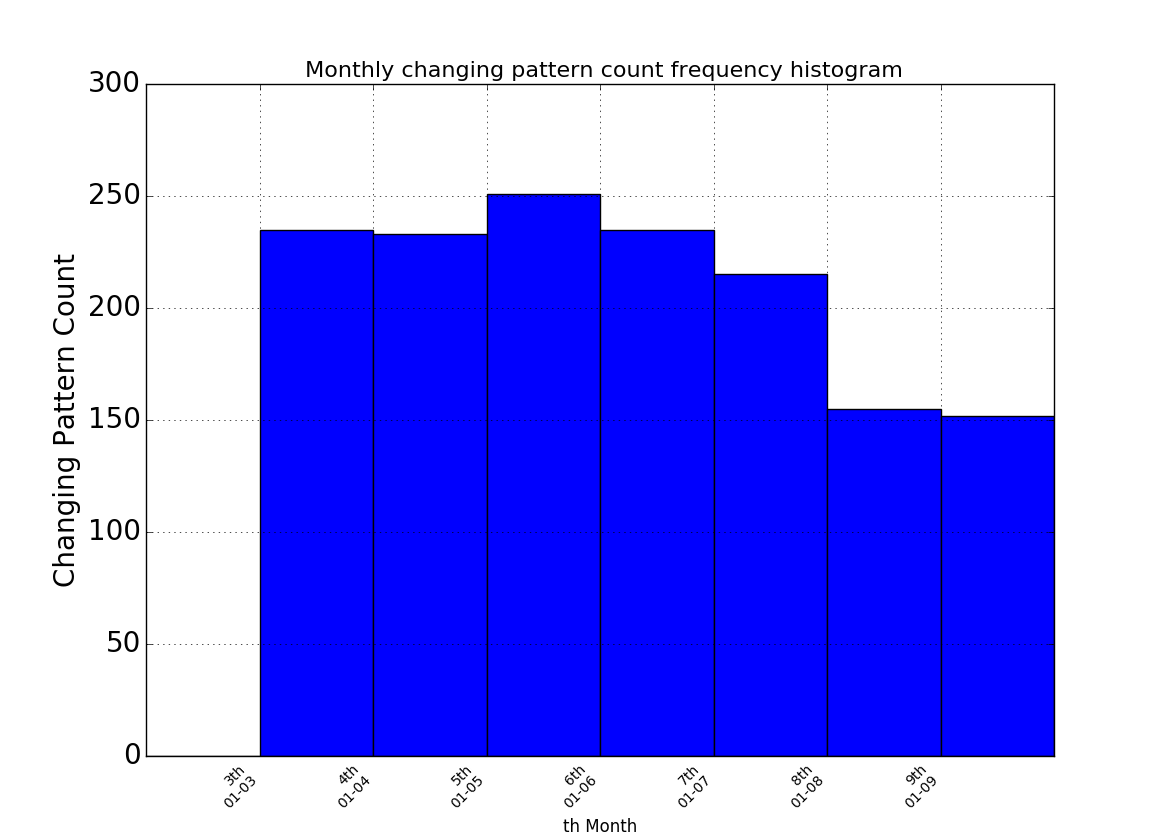 Monthly changing pattern count frequency histogram
300
250
200
150
100
50
0
Changing Pattern Count
3th
01-03
4th
01-04
5th
01-05
6th
01-06
7th
01-07
8th
01-08
9th
01-09
th Month